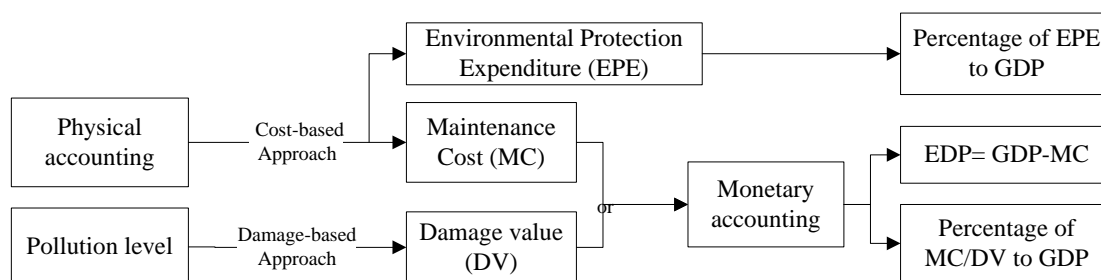 Environmental Protection
Expenditure (EPE)
Percentage of EPE
to GDP
Physical
accounting
Cost-based
Approach
Maintenance
Cost (MC)
EDP= GDP-MC
Monetary
accounting
or
Pollution level
Damage-based
Approach
Damage value
(DV)
Percentage of
MC/DV to GDP